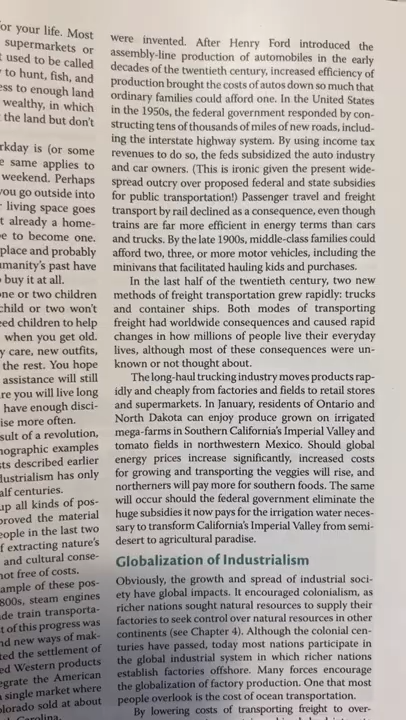 or your life. Most
supermarkets or
used to be called
to hunt, fish, and
ess to enough land
wealthy, in which
the land but don't
rkday is (or some
e same applies to
weekend. Perhaps
you go outside into
living space goes
t already a home-
e to become one.
place and probably
umanity's past have
buy it at all.
one or two children
child or two won't
eed children to help
when you get old.
y care, new outfits,
the rest. You hope
assistance will still
re you will live long
have enough disci-
ise more often.
sult of a revolution,
nographic examples
sts described earlier
dustrialism has only
alf centuries.
up all kinds of pos-
proved the material
eople in the last two
f extracting nature's
and cultural conse-
not free of costs.
ample of these pos-
800s, steam engines
de train transporta-
t of this progress was
nd new ways of mak-
ted the settlement of
ed Western products
egrate the American
a single market where
olorado sold at about
Carolina.
were invented. After Henry Ford introduced the
assembly-line production of automobiles in the early
decades of the twentieth century, increased efficiency of
production brought the costs of autos down so much that
ordinary families could afford one. In the United States
in the 1950s, the federal government responded by con-
structing tens of thousands of miles of new roads, includ-
ing the interstate highway system. By using income tax
revenues to do so, the feds subsidized the auto industry
and car owners. (This is ironic given the present wide-
spread outcry over proposed federal and state subsidies
for public transportation!) Passenger travel and freight
transport by rail declined as a consequence, even though
trains are far more efficient in energy terms than cars
and trucks. By the late 1900s, middle-class families could
afford two, three, or more motor vehicles, including the
minivans that facilitated hauling kids and purchases.
In the last half of the twentieth century, two new
methods of freight transportation grew rapidly: trucks
and container ships. Both modes of transporting
freight had worldwide consequences and caused rapid
changes in how millions of people live their everyday
lives, although most of these consequences were un-
known or not thought about.
The long-haul trucking industry moves products rap-
idly and cheaply from factories and fields to retail stores
and supermarkets. In January, residents of Ontario and
North Dakota can enjoy produce grown on irrigated
mega-farms in Southern California's Imperial Valley and
tomato fields in northwestern Mexico. Should global
energy prices increase significantly, increased costs
for growing and transporting the veggies will rise, and
northerners will pay more for southern foods. The same
will occur should the federal government eliminate the
huge subsidies it now pays for the irrigation water neces-
sary to transform California's Imperial Valley from semi-
desert to agricultural paradise.
Globalization of Industrialism
Obviously, the growth and spread of industrial soci-
ety have global impacts. It encouraged colonialism, as
richer nations sought natural resources to supply their
factories to seek control over natural resources in other
continents (see Chapter 4). Although the colonial cen-
turies have passed, today most nations participate in
the global industrial system in which richer nations
establish factories offshore. Many forces encourage
the globalization of factory production. One that most
people overlook is the cost of ocean transportation.
By lowering costs of transporting freight to over-